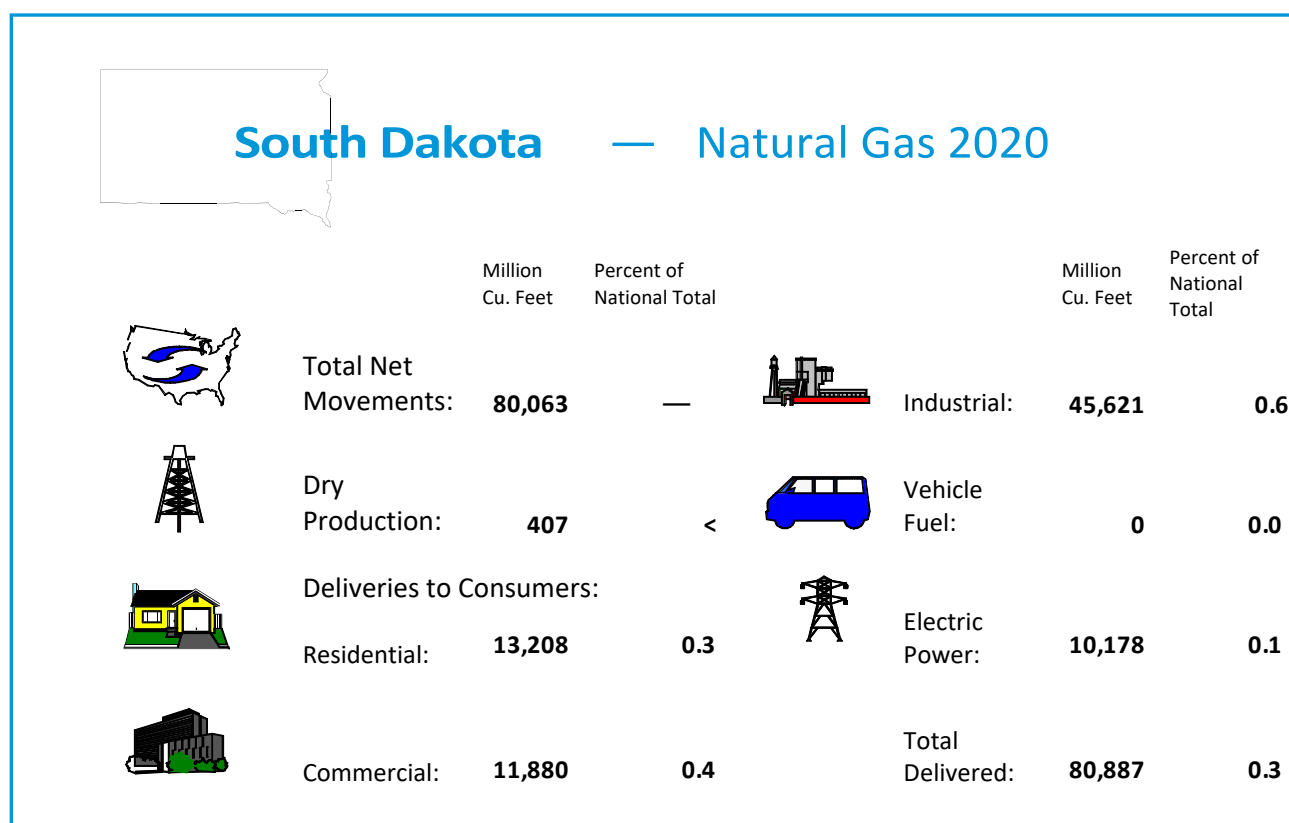 South Dakota — Natural Gas 2020
Million
Cu. Feet
Percent of
National Total
Million
Cu. Feet
Percent of
National
Total
Total Net
Movements: 80,063 —
Industrial: 45,621 0.6
Dry
Production: 407 <
Vehicle
Fuel: 0 0.0
Deliveries to Consumers:
Residential: 13,208 0.3
Electric
Power: 10,178 0.1
Commercial: 11,880 0.4
Total
Delivered: 80,887 0.3